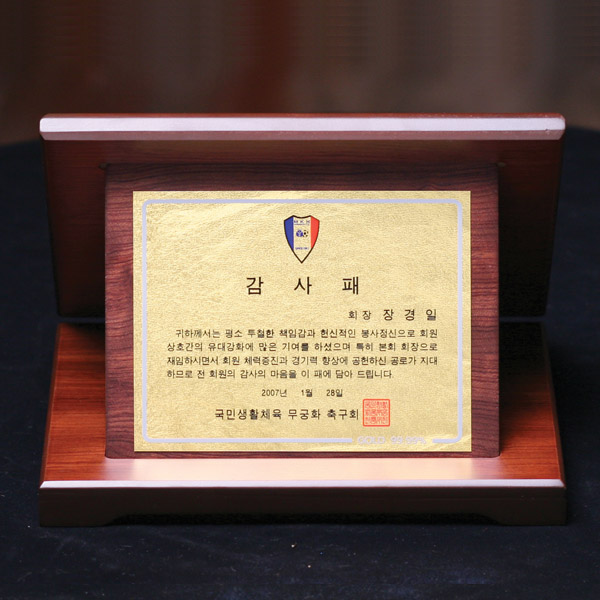 감 사 패
회장 장경일
귀하께서는 평소 투철한 책임감과 헌신적인 봉사정신으로 회원
상호간의 유대강화에 많은 기여를 하셨으며 특히 본회 회장으로
재임하시면서 회원 체력증진과 경기력 향상에 공헌하신 공로가 지대
하므로 전 회원의 감사의 마음을 이 패에 담아 드립니다.
2007년 1월 28일
국민생활체육 무궁화 축구회